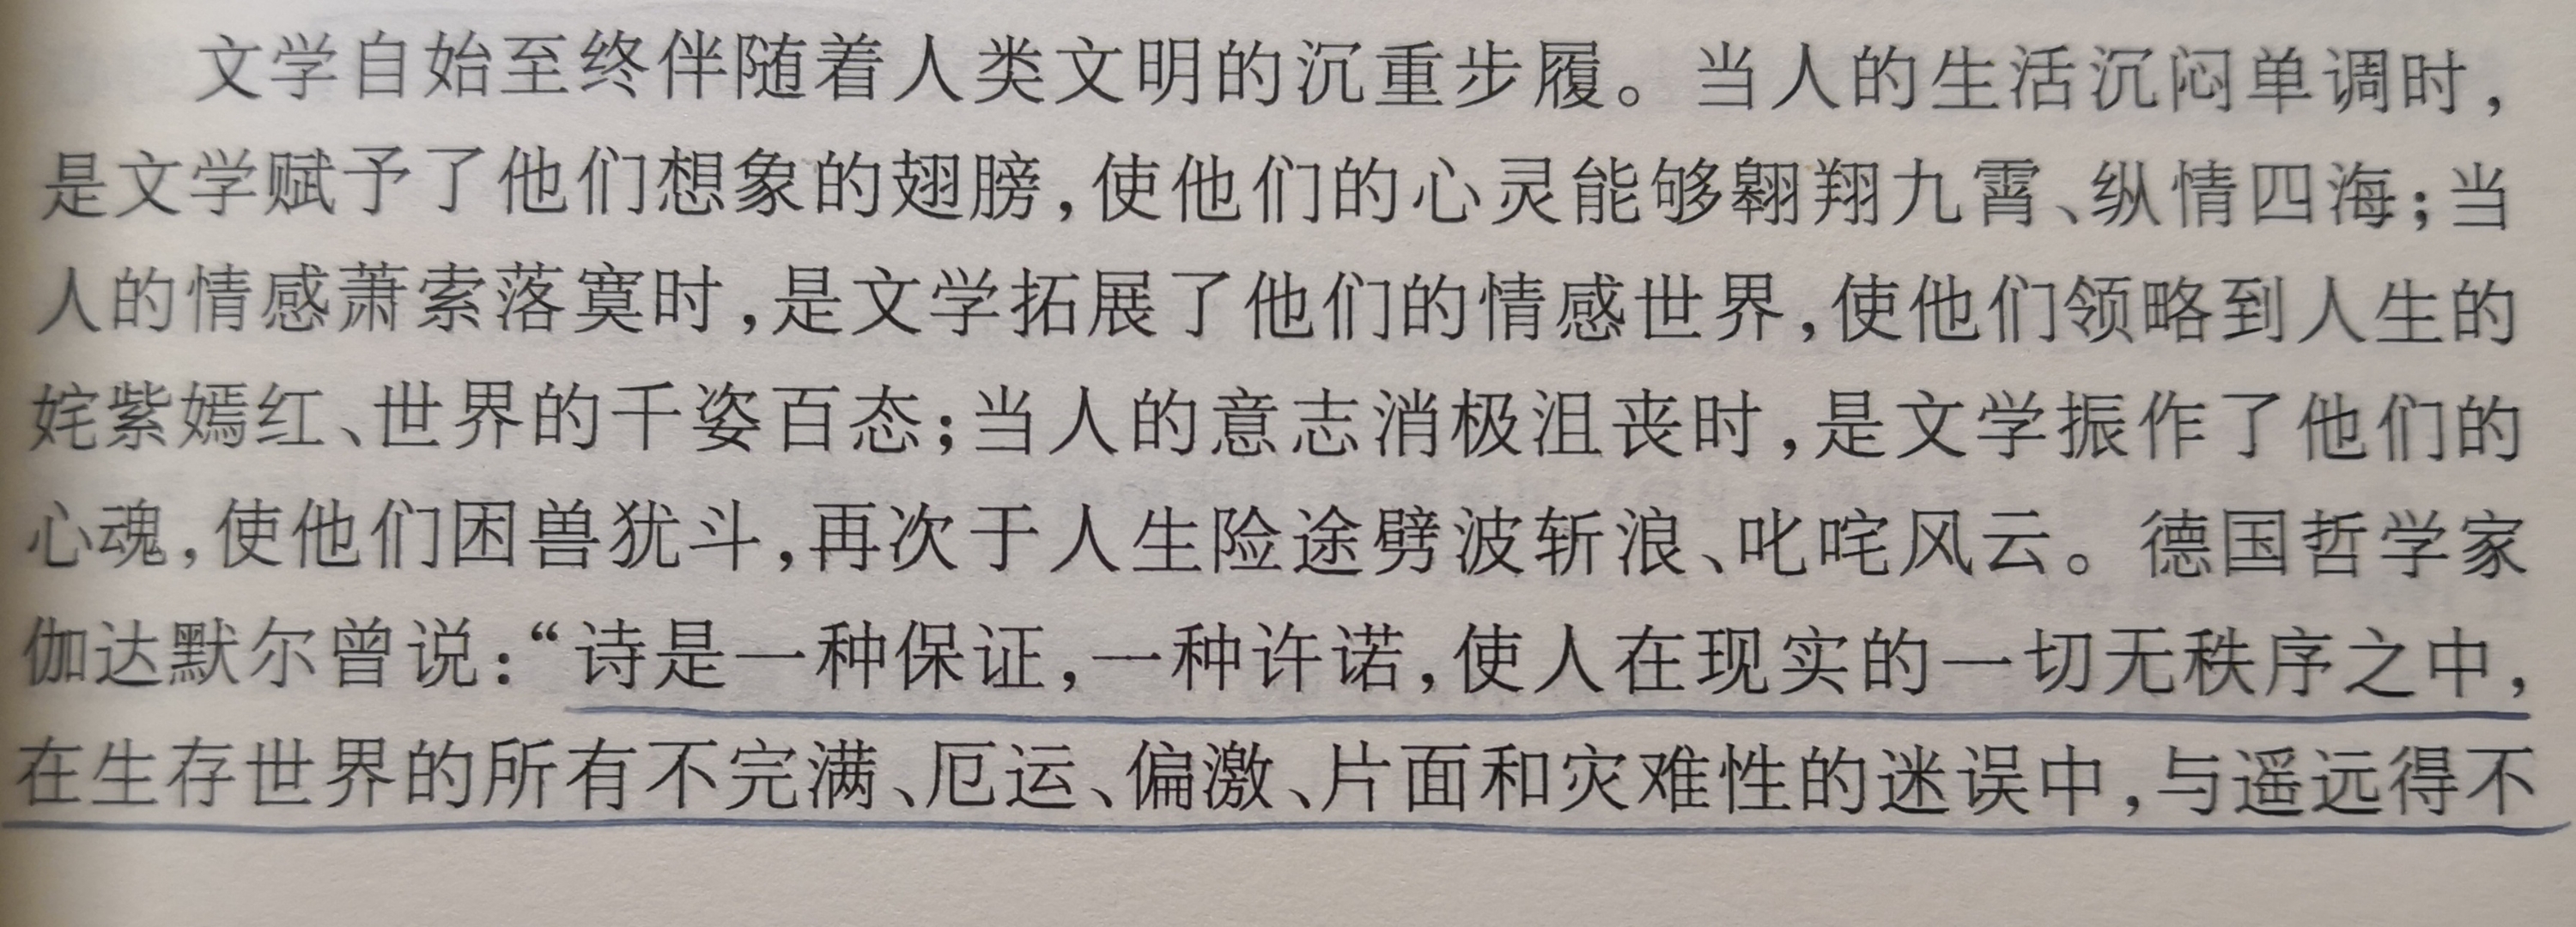 文学自始至终伴随着人类文明的沉重步履。当人的生活沉闷单调时，
是文学赋予了他们想象的翅膀，使他们的心灵能够翱翔九霄、纵情四海；当
人的情感萧索落寞时，是文学拓展了他们的情感世界，使他们领略到人生的
姹紫嫣红、世界的千姿百态；当人的意志消极沮丧时，是文学振作了他们的
心魂，使他们困兽犹斗，再次于人生险途劈波斩浪、叱咤风云。德国哲学家
伽达默尔曾说：“诗是一种保证，一种许诺，使人在现实的一切无秩序之中，
在生存世界的所有不完满、厄运、偏激、片面和灾难性的迷误中，与遥远得不